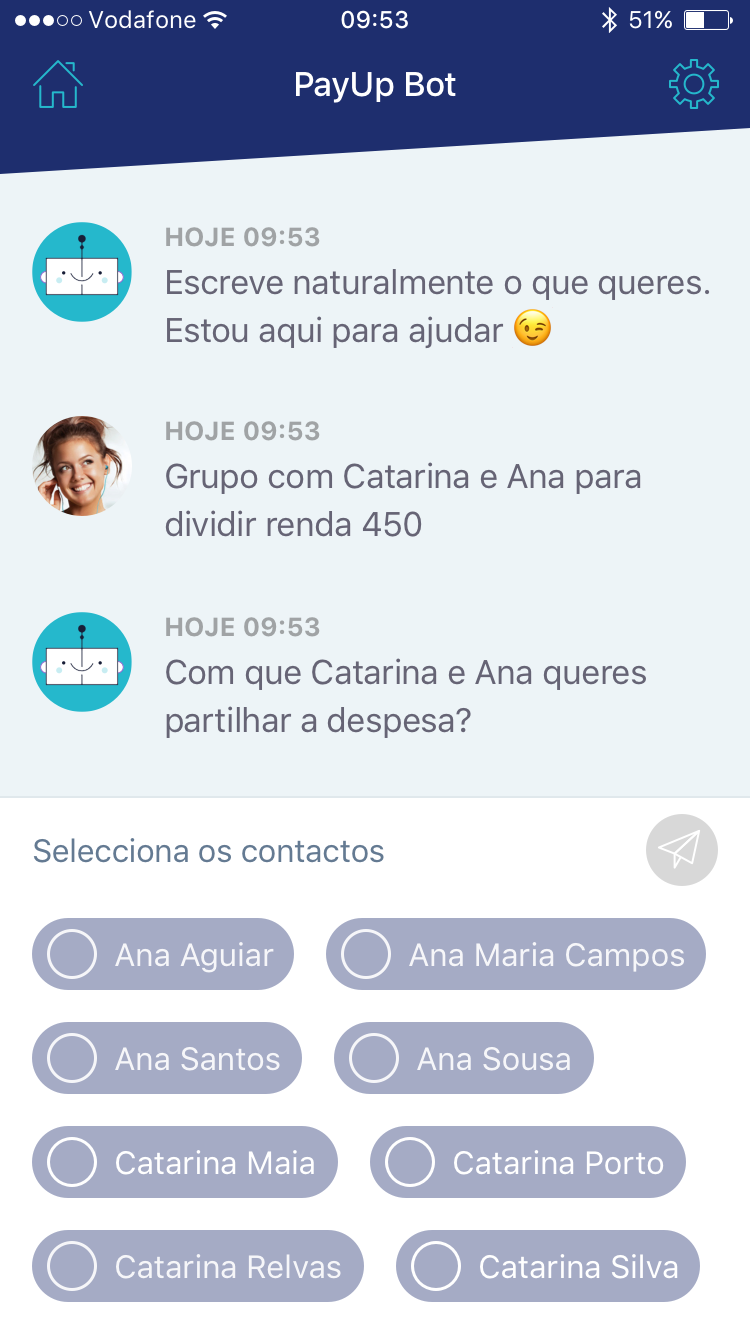 Vodafone 09:53 51%
PayUp Bot
HOJE 09:53
Escreve naturalmente o que queres.
Estou aqui para ajudar 😉
HOJE 09:53
Grupo com Catarina e Ana para
dividir renda 450
HOJE 09:53
Com que Catarina e Ana queres
partilhar a despesa?
Selecciona os contactos
Ana Aguiar Ana Maria Campos
Ana Santos Ana Sousa
Catarina Maia Catarina Porto
Catarina Relvas Catarina Silva